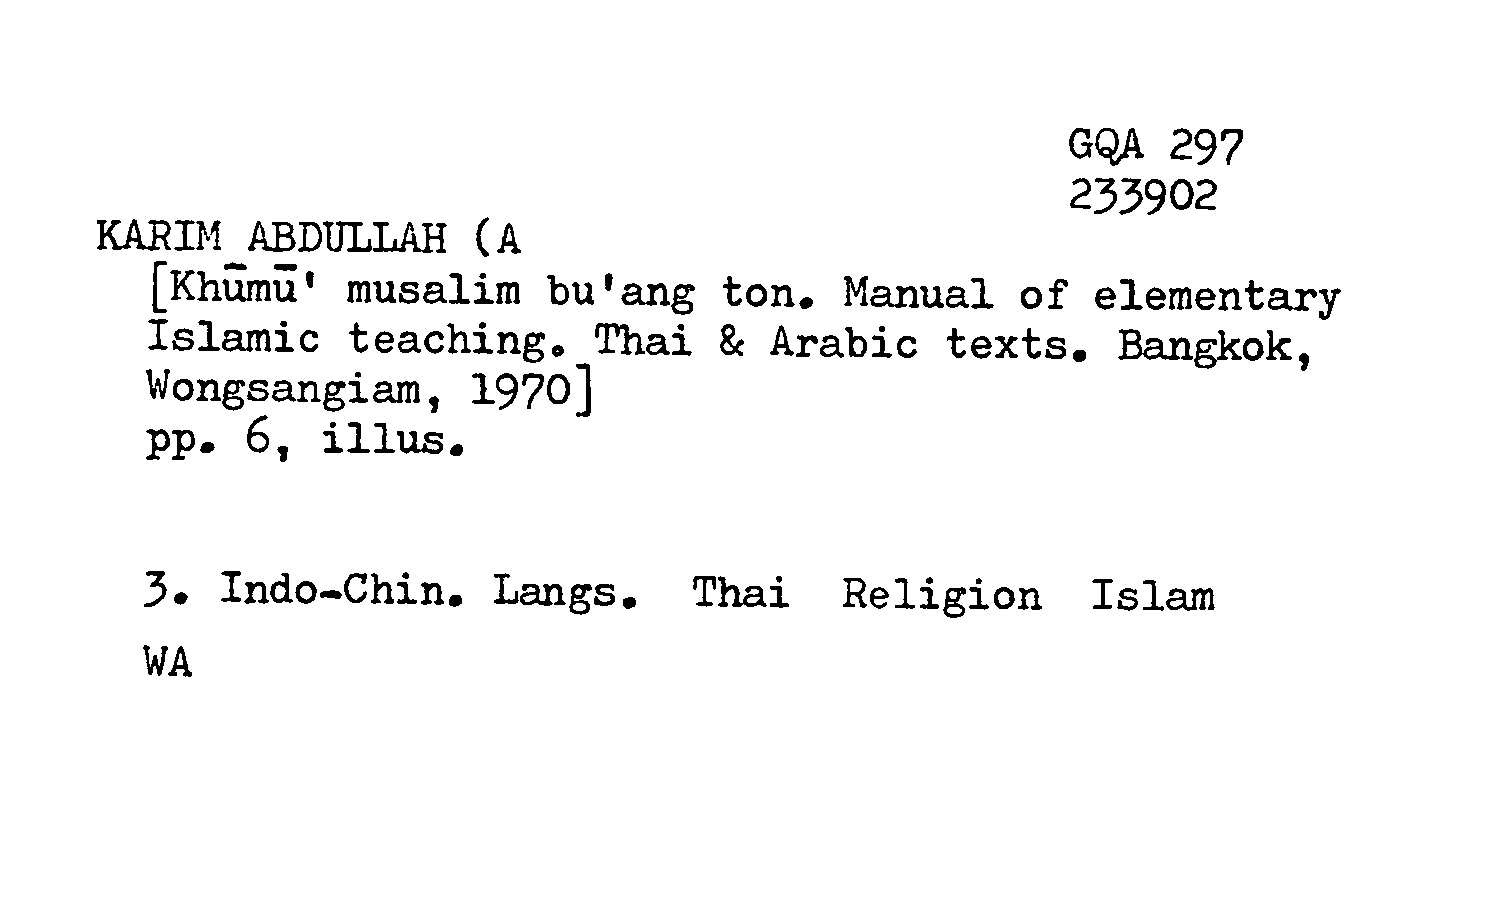 GQA 297
233902
KARIM ABDULLAH (A
[Khūmū' musalim bu'ang ton. Manual of elementary
Islamic teaching. Thai & Arabic texts. Bangkok,
Wongsangiam, 1970]
pp. 6, illus.
3. Indo-Chin. Langs. Thai Religion Islam
WA